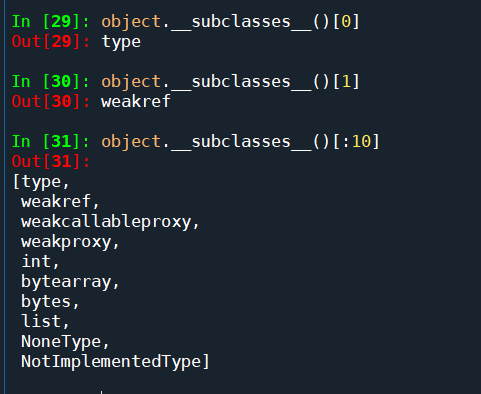 In [29]: object.__subclasses__()[0]
Out[29]: type
In [30]: object.__subclasses__()[1]
Out[30]: weakref
In [31]: object.__subclasses__()[:10]
Out[31]:
[type,
 weakref,
 weakcallableproxy,
 weakproxy,
 int,
 bytearray,
 bytes,
 list,
 NoneType,
 NotImplementedType]